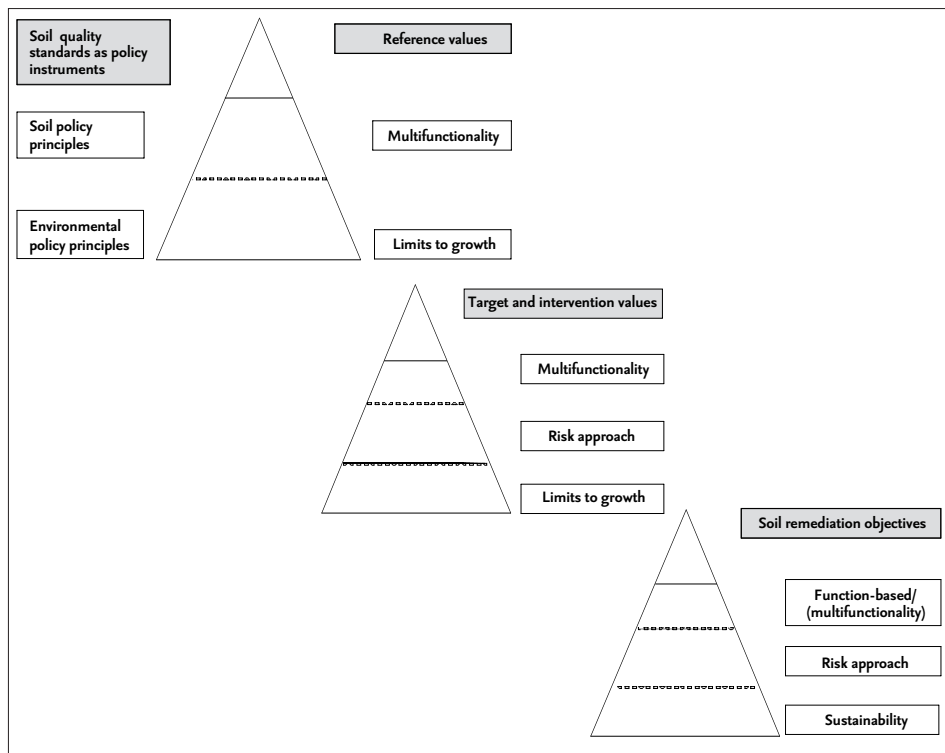 Soil quality
standards as policy
instruments
Reference values
Soil policy
principles
Multifunctionality
Environmental
policy principles
Limits to growth
Target and intervention values
Multifunctionality
Risk approach
Limits to growth
Soil remediation objectives
Function-based/
(multifunctionality)
Risk approach
Sustainability